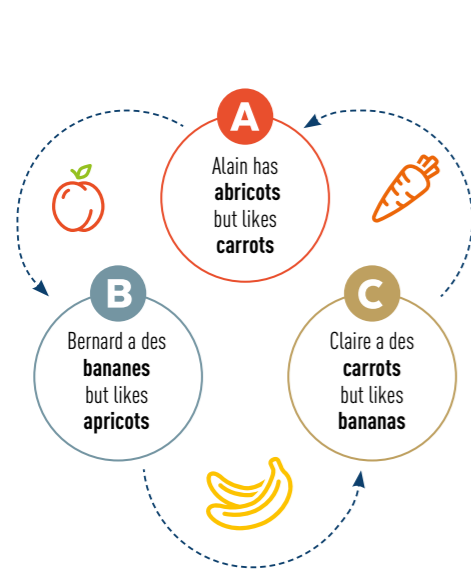 A
Alain has
abricots
but likes
carrots
B
Bernard a des
bananes
but likes
apricots
C
Claire a des
carrots
but likes
bananas